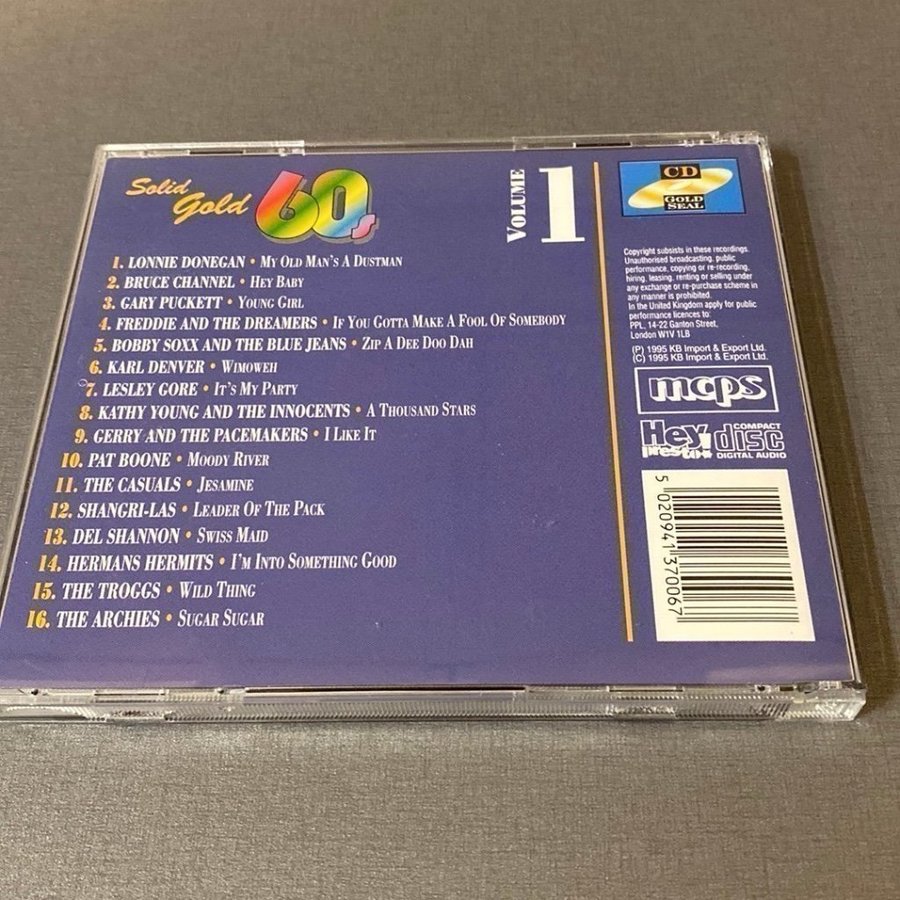 Solid
Gold 60s
VOLUME 1
1. LONNIE DONEGAN • MY OLD MAN'S A DUSTMAN
2. BRUCE CHANNEL • HEY BABY
3. GARY PUCKETT • YOUNG GIRL
4. FREDDIE AND THE DREAMERS • IF YOU GOTTA MAKE A FOOL OF SOMEBODY
5. BOBBY SOXX AND THE BLUE JEANS • ZIP A DEE DOO DAH
6. KARL DENVER • WIMOWEH
7. LESLEY GORE • IT'S MY PARTY
8. KATHY YOUNG AND THE INNOCENTS • A THOUSAND STARS
9. GERRY AND THE PACEMAKERS • I LIKE IT
10. PAT BOONE • MOODY RIVER
11. THE CASUALS • JESAMINE
12. SHANGRI-LAS • LEADER OF THE PACK
13. DEL SHANNON • SWISS MAID
14. HERMANS HERMITS • I'M INTO SOMETHING GOOD
15. THE TROGGS • WILD THING
16. THE ARCHIES • SUGAR SUGAR
CD
GOLD
SEAL
Copyright subsists in these recordings.
Unauthorised broadcasting, public
performance, copying or re-recording,
hiring, leasing, renting or selling under
any exchange or re-purchase scheme in
any manner is prohibited.
In the United Kingdom apply for public
performance licences to:
PPL, 14-22 Ganton Street,
London W1V 1LB
(P) 1995 KB Import & Export Ltd.
(C) 1995 KB Import & Export Ltd.
mcps
Hey
presto!
COMPACT
disc
DIGITAL AUDIO
5 020941 370067